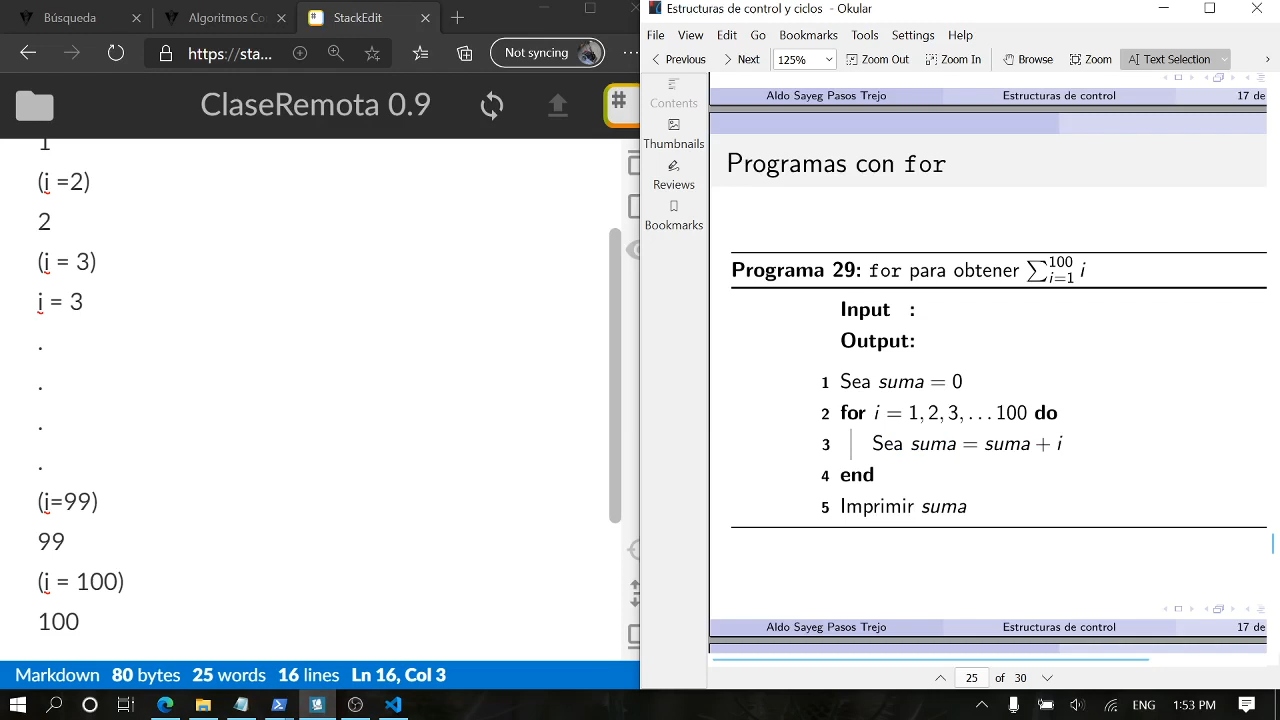 Búsqueda
Algoritmos Co
StackEdit
https://sta...
Not syncing
ClaseRemota 0.9
1
(i =2)
2
(i = 3)
i = 3
.
.
.
.
(i=99)
99
(i = 100)
100
Markdown 80 bytes 25 words 16 lines Ln 16, Col 3
Estructuras de control y ciclos - Okular
File View Edit Go Bookmarks Tools Settings Help
Previous Next 125% Zoom Out Zoom In Browse Zoom Text Selection
Contents
Thumbnails
Reviews
Bookmarks
Aldo Sayeg Pasos Trejo Estructuras de control 17 de
Programas con for
Programa 29: for para obtener ∑_{i=1}^{100} i
Input :
Output:
1 Sea suma = 0
2 for i = 1, 2, 3, . . . 100 do
3 Sea suma = suma + i
4 end
5 Imprimir suma
Aldo Sayeg Pasos Trejo Estructuras de control 17 de
25 of 30
ENG 1:53 PM